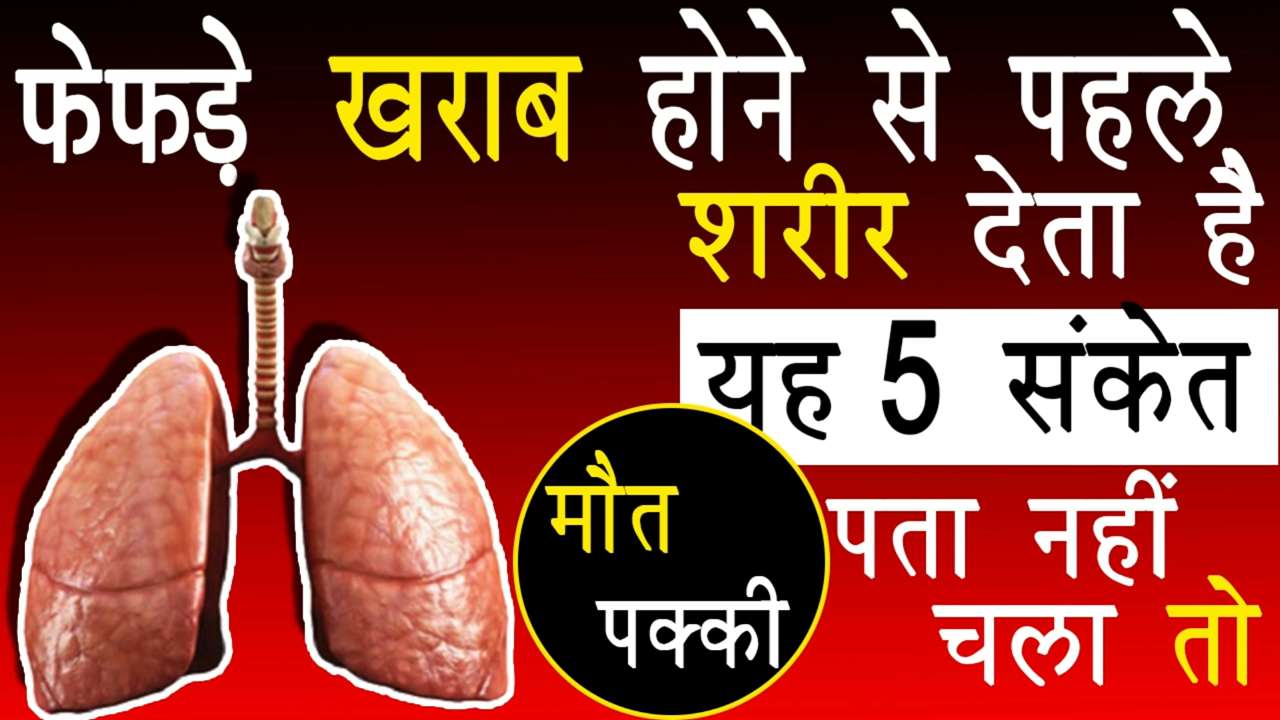 फेफड़े खराब होने से पहले
शरीर देता है
यह 5 संकेत
पता नहीं
चला तो
मौत
पक्की